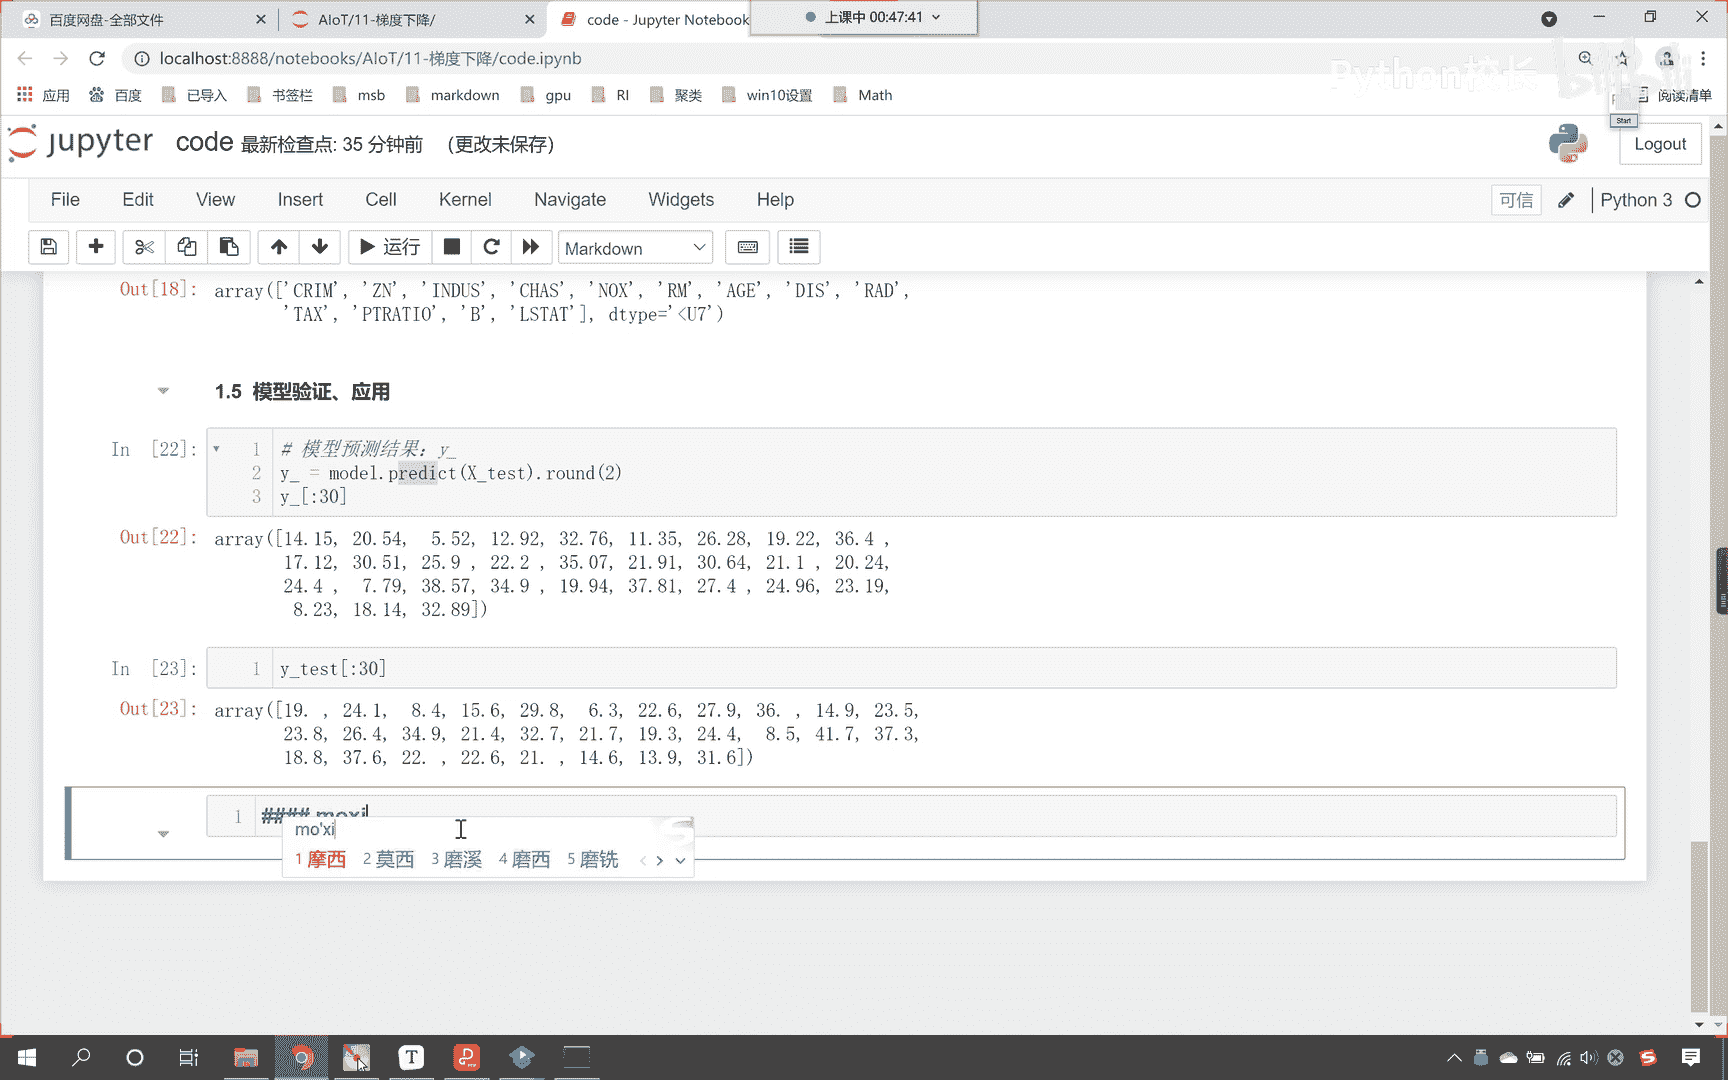 百度网盘-全部文件
AIoT/11-梯度下降/
code - Jupyter Notebook
上课中 00:47:41
localhost:8888/notebooks/AIoT/11-梯度下降/code.ipynb
Python校长
应用 百度 已导入 书签栏 msb markdown gpu RI 聚类 win10设置 Math 阅读清单
Start
jupyter code 最新检查点: 35 分钟前 (更改未保存)
Logout
File Edit View Insert Cell Kernel Navigate Widgets Help 可信 Python 3
运行 Markdown
Out[18]: array(['CRIM', 'ZN', 'INDUS', 'CHAS', 'NOX', 'RM', 'AGE', 'DIS', 'RAD',
'TAX', 'PTRATIO', 'B', 'LSTAT'], dtype='<U7')
1.5 模型验证、应用
In [22]: 1 # 模型预测结果：y_
2 y_ = model.predict(X_test).round(2)
3 y_[:30]
Out[22]: array([14.15, 20.54, 5.52, 12.92, 32.76, 11.35, 26.28, 19.22, 36.4 ,
17.12, 30.51, 25.9 , 22.2 , 35.07, 21.91, 30.64, 21.1 , 20.24,
24.4 , 7.79, 38.57, 34.9 , 19.94, 37.81, 27.4 , 24.96, 23.19,
8.23, 18.14, 32.89])
In [23]: 1 y_test[:30]
Out[23]: array([19. , 24.1, 8.4, 15.6, 29.8, 6.3, 22.6, 27.9, 36. , 14.9, 23.5,
23.8, 26.4, 34.9, 21.4, 32.7, 21.7, 19.3, 24.4, 8.5, 41.7, 37.3,
18.8, 37.6, 22. , 22.6, 21. , 14.6, 13.9, 31.6])
1 #### moxi
mo'xi
1 摩西 2 莫西 3 磨溪 4 磨西 5 磨铣